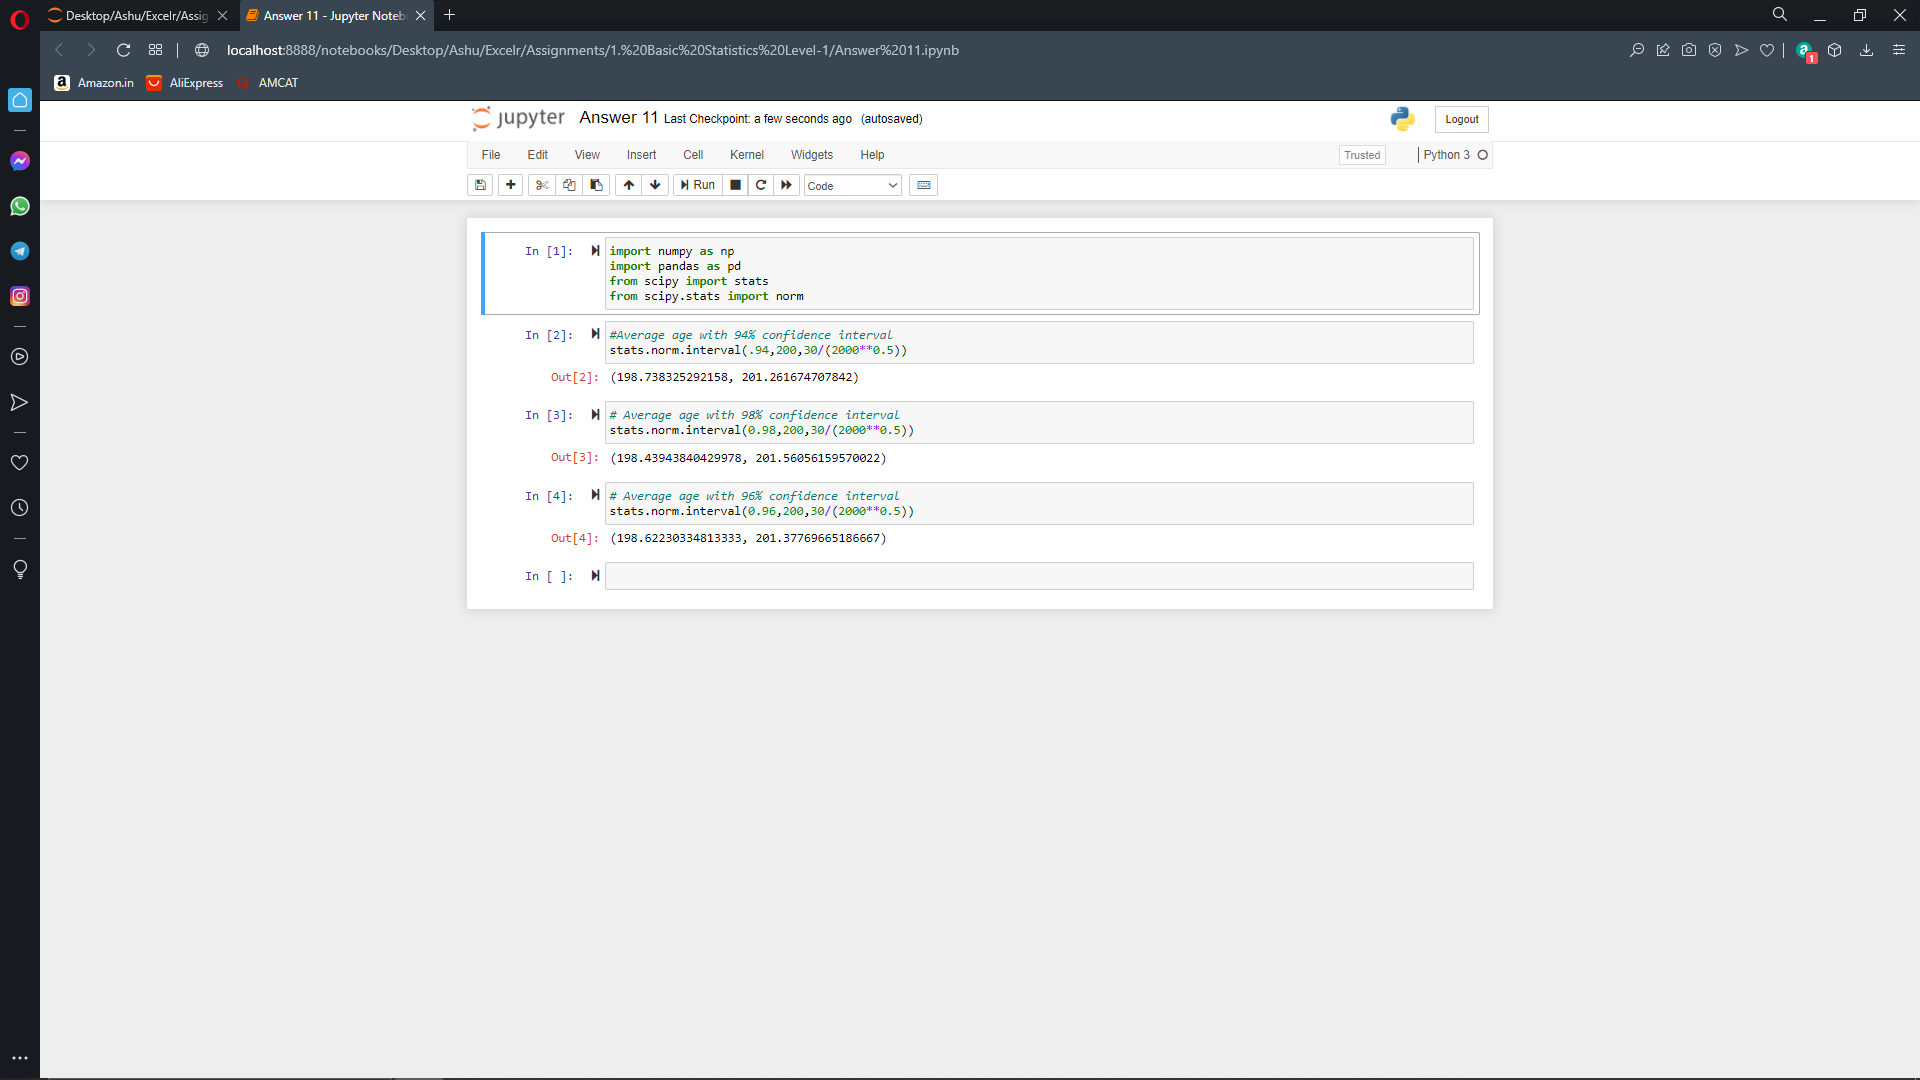 Desktop/Ashu/Excelr/Assig
Answer 11 - Jupyter Noteb
localhost:8888/notebooks/Desktop/Ashu/Excelr/Assignments/1.%20Basic%20Statistics%20Level-1/Answer%2011.ipynb
1
Amazon.in
AliExpress
AMCAT
jupyter Answer 11 Last Checkpoint: a few seconds ago (autosaved)
Logout
File Edit View Insert Cell Kernel Widgets Help
Trusted
Python 3
Run
Code
In [1]:
import numpy as np
import pandas as pd
from scipy import stats
from scipy.stats import norm
In [2]:
#Average age with 94% confidence interval
stats.norm.interval(.94,200,30/(2000**0.5))
Out[2]: (198.738325292158, 201.261674707842)
In [3]:
# Average age with 98% confidence interval
stats.norm.interval(0.98,200,30/(2000**0.5))
Out[3]: (198.43943840429978, 201.56056159570022)
In [4]:
# Average age with 96% confidence interval
stats.norm.interval(0.96,200,30/(2000**0.5))
Out[4]: (198.62230334813333, 201.37769665186667)
In [ ]: